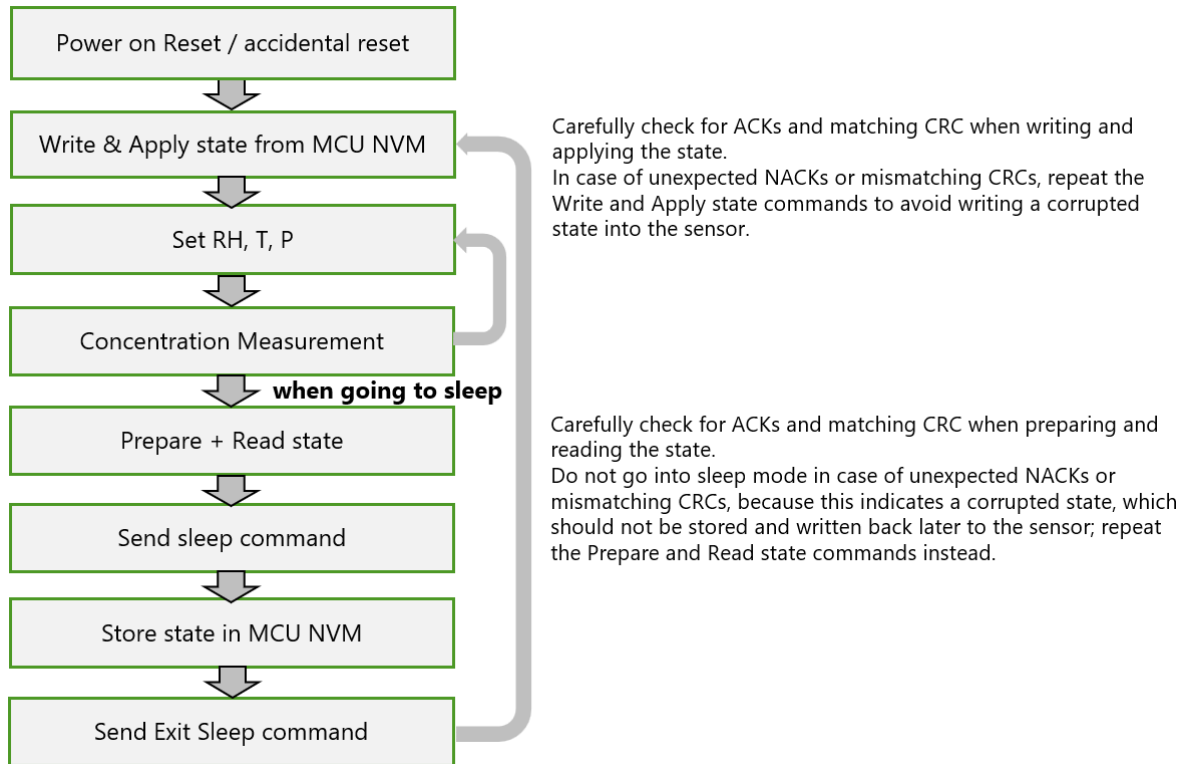 Power on Reset / accidental reset
Write & Apply state from MCU NVM
Carefully check for ACKs and matching CRC when writing and
applying the state.
In case of unexpected NACKs or mismatching CRCs, repeat the
Write and Apply state commands to avoid writing a corrupted
state into the sensor.
Set RH, T, P
Concentration Measurement
when going to sleep
Prepare + Read state
Carefully check for ACKs and matching CRC when preparing and
reading the state.
Do not go into sleep mode in case of unexpected NACKs or
mismatching CRCs, because this indicates a corrupted state, which
should not be stored and written back later to the sensor; repeat
the Prepare and Read state commands instead.
Send sleep command
Store state in MCU NVM
Send Exit Sleep command